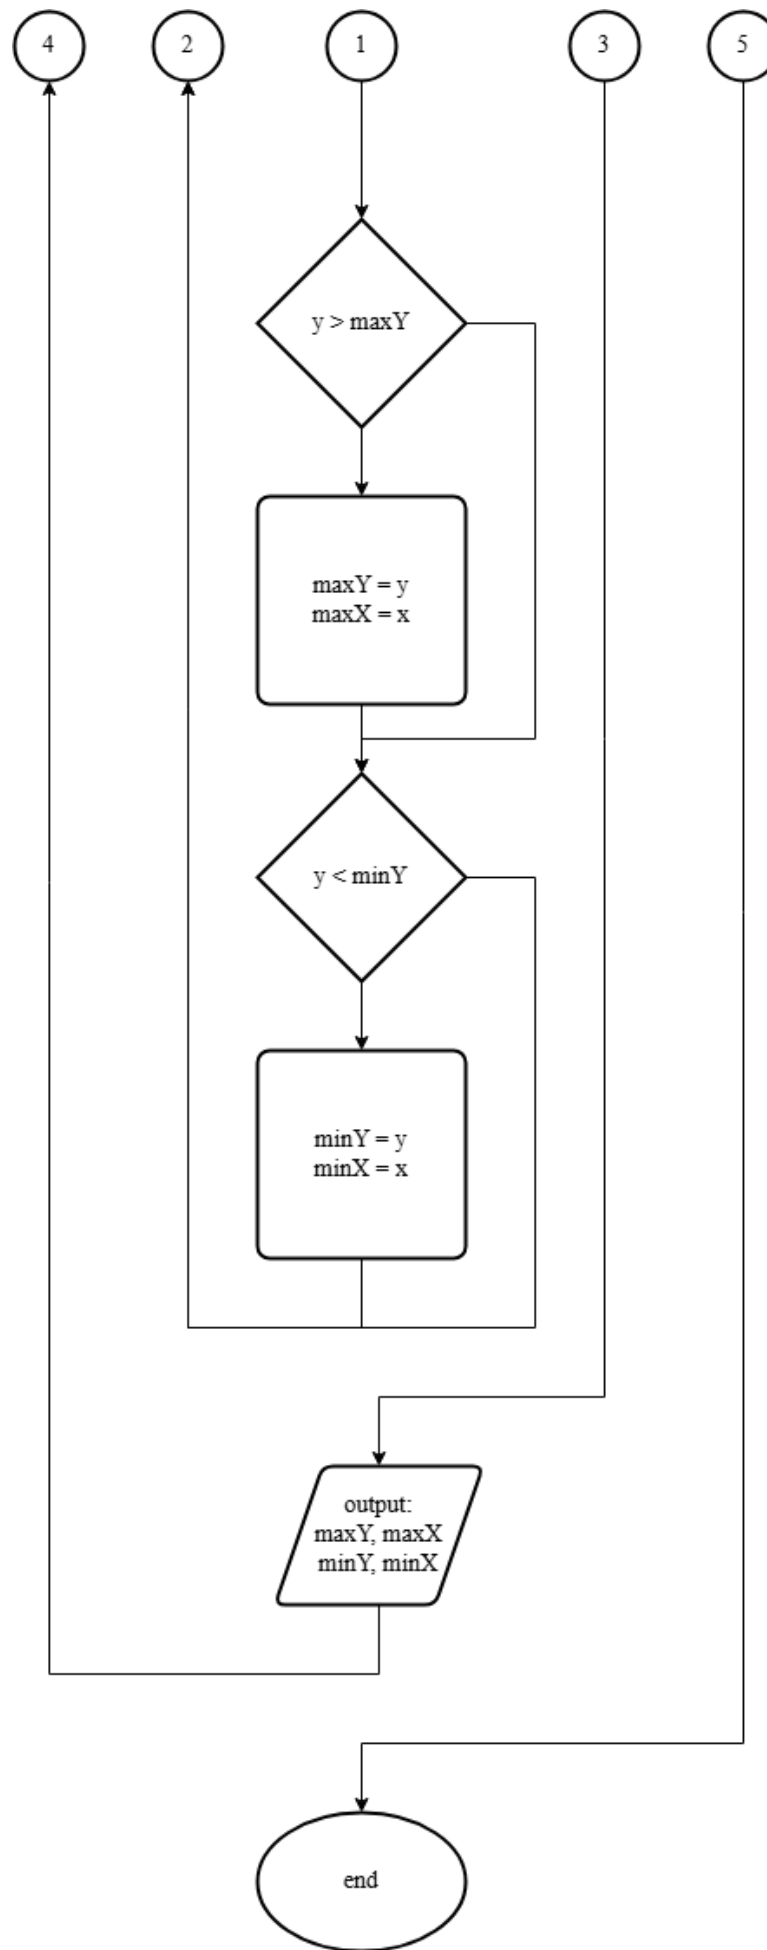 4
2
1
3
5
y > maxY
maxY = y
maxX = x
y < minY
minY = y
minX = x
output:
maxY, maxX
minY, minX
end